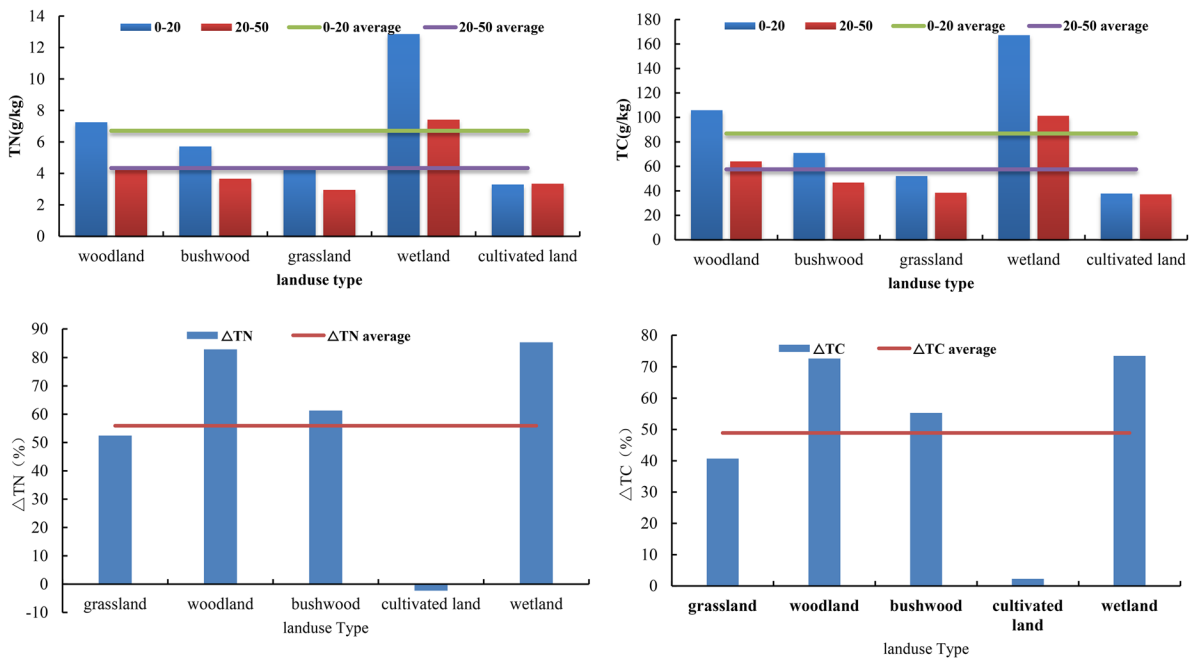 0-20 20-50 0-20 average 20-50 average
14
12
10
8
6
4
2
0
TN(g/kg)
woodland bushwood grassland wetland cultivated land
landuse type
0-20 20-50 0-20 average 20-50 average
180
160
140
120
100
80
60
40
20
0
TC(g/kg)
woodland bushwood grassland wetland cultivated land
landuse type
△TN △TN average
90
80
70
60
50
40
30
20
10
0
-10
△TN（%）
grassland woodland bushwood cultivated land wetland
landuse Type
△TC △TC average
80
70
60
50
40
30
20
10
0
△TC（%）
grassland woodland bushwood cultivated wetland
land
landuse Type